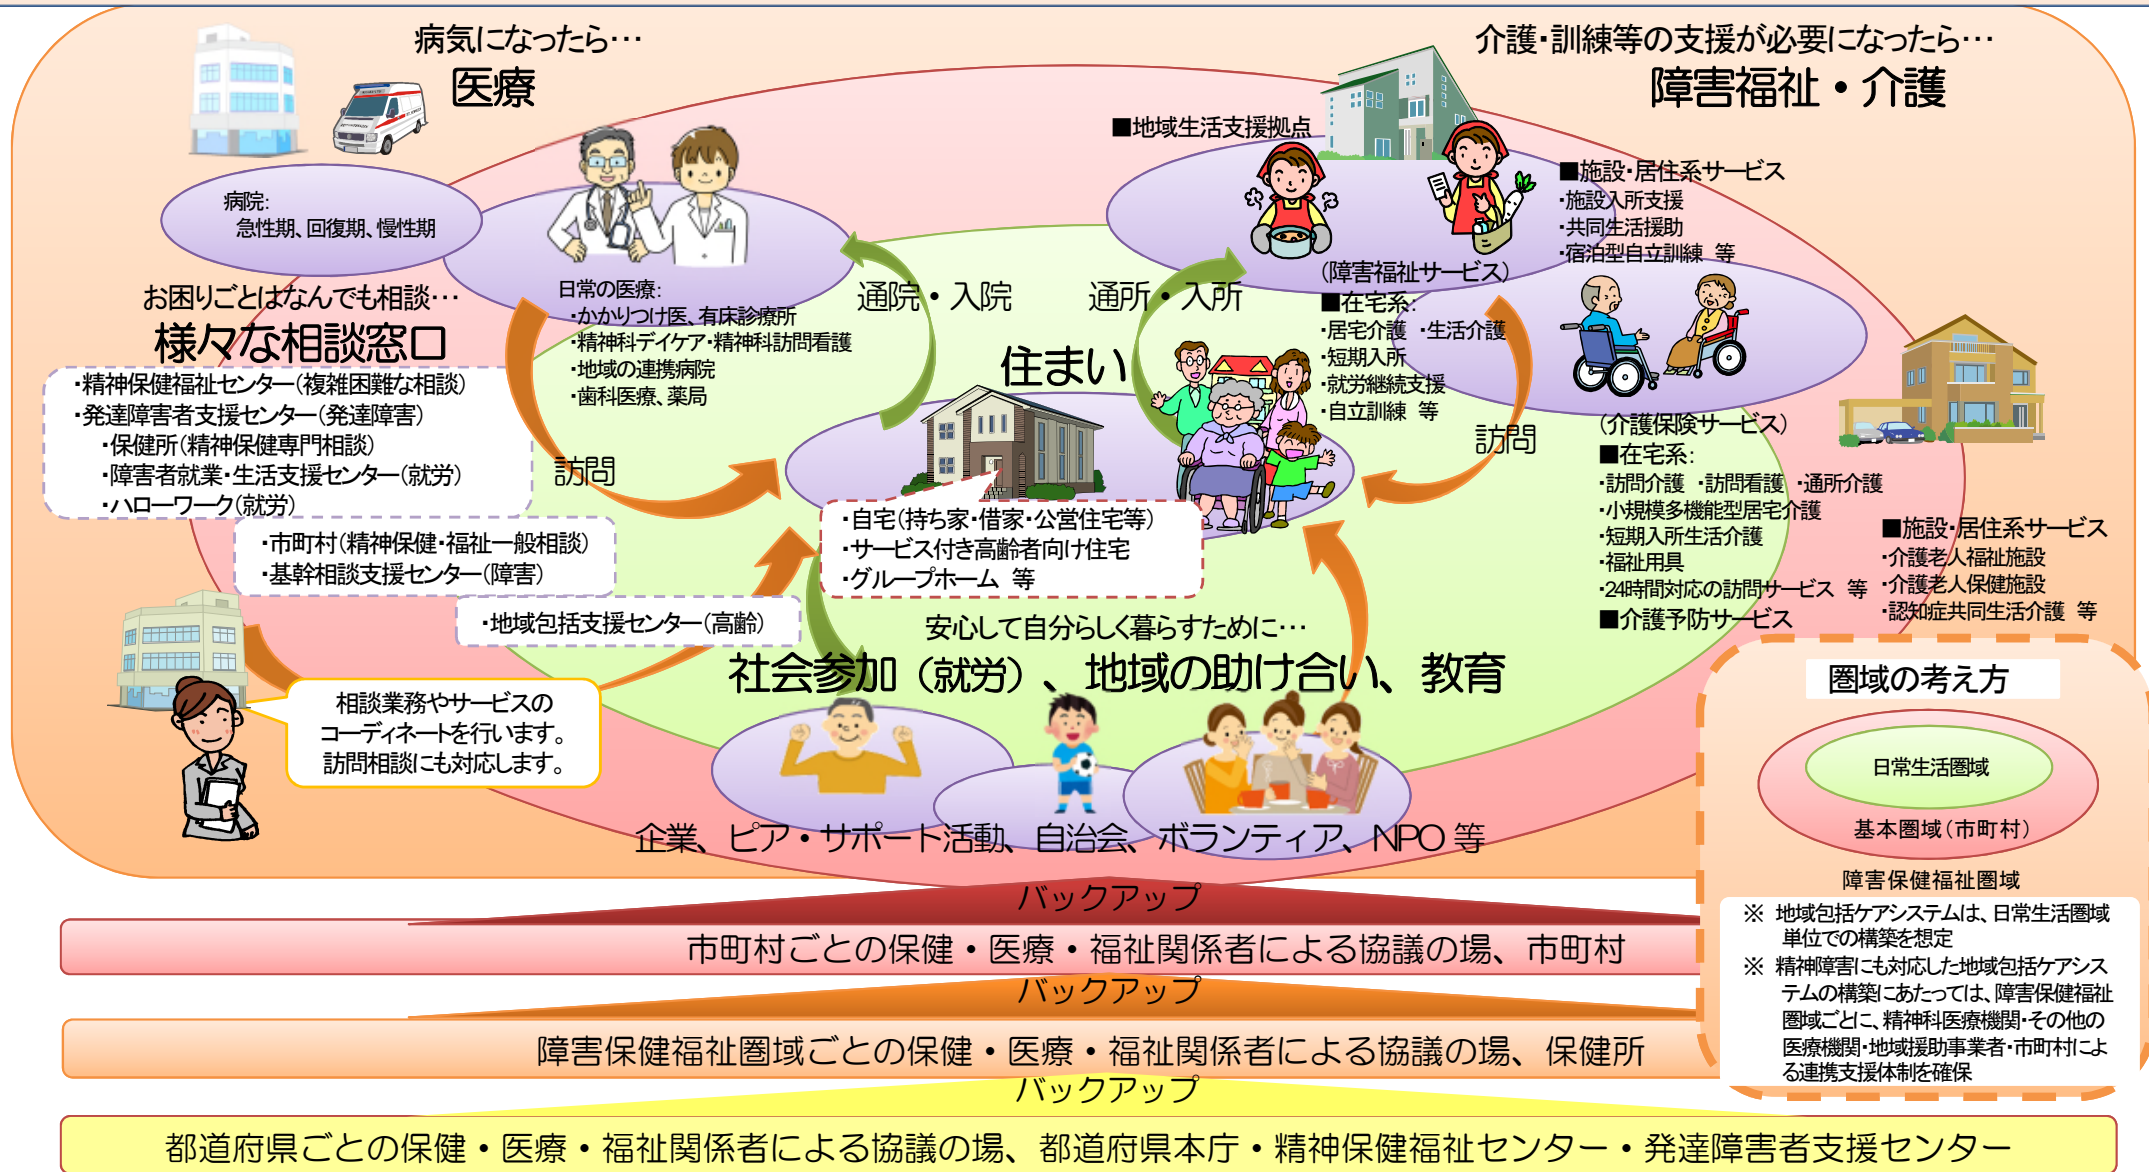 病気になったら…
医療
介護・訓練等の支援が必要になったら…
障害福祉・介護
病院:
急性期、回復期、慢性期
日常の医療:
・かかりつけ医、有床診療所
・精神科デイケア・精神科訪問看護
・地域の連携病院
・歯科医療、薬局
■地域生活支援拠点
■施設・居住系サービス
・施設入所支援
・共同生活援助
・宿泊型自立訓練 等
(障害福祉サービス)
■在宅系:
・居宅介護 ・生活介護
・短期入所
・就労継続支援
・自立訓練 等
通院・入院
通所・入所
訪問
訪問
お困りごとはなんでも相談…
様々な相談窓口
・精神保健福祉センター(複雑困難な相談)
・発達障害者支援センター(発達障害)
・保健所(精神保健専門相談)
・障害者就業・生活支援センター(就労)
・ハローワーク(就労)
・市町村(精神保健・福祉一般相談)
・基幹相談支援センター(障害)
・地域包括支援センター(高齢)
相談業務やサービスの
コーディネートを行います。
訪問相談にも対応します。
住まい
・自宅(持ち家・借家・公営住宅等)
・サービス付き高齢者向け住宅
・グループホーム 等
(介護保険サービス)
■在宅系:
・訪問介護 ・訪問看護 ・通所介護
・小規模多機能型居宅介護
・短期入所生活介護
・福祉用具
・24時間対応の訪問サービス 等
■介護予防サービス
■施設・居住系サービス
・介護老人福祉施設
・介護老人保健施設
・認知症共同生活介護 等
安心して自分らしく暮らすために…
社会参加(就労)、地域の助け合い、教育
企業、ピア・サポート活動、自治会、ボランティア、NPO 等
圏域の考え方
日常生活圏域
基本圏域(市町村)
障害保健福祉圏域
※ 地域包括ケアシステムは、日常生活圏域
単位での構築を想定
※ 精神障害にも対応した地域包括ケアシス
テムの構築にあたっては、障害保健福祉
圏域ごとに、精神科医療機関・その他の
医療機関・地域援助事業者・市町村によ
る連携支援体制を確保
バックアップ
市町村ごとの保健・医療・福祉関係者による協議の場、市町村
バックアップ
障害保健福祉圏域ごとの保健・医療・福祉関係者による協議の場、保健所
バックアップ
都道府県ごとの保健・医療・福祉関係者による協議の場、都道府県本庁・精神保健福祉センター・発達障害者支援センター